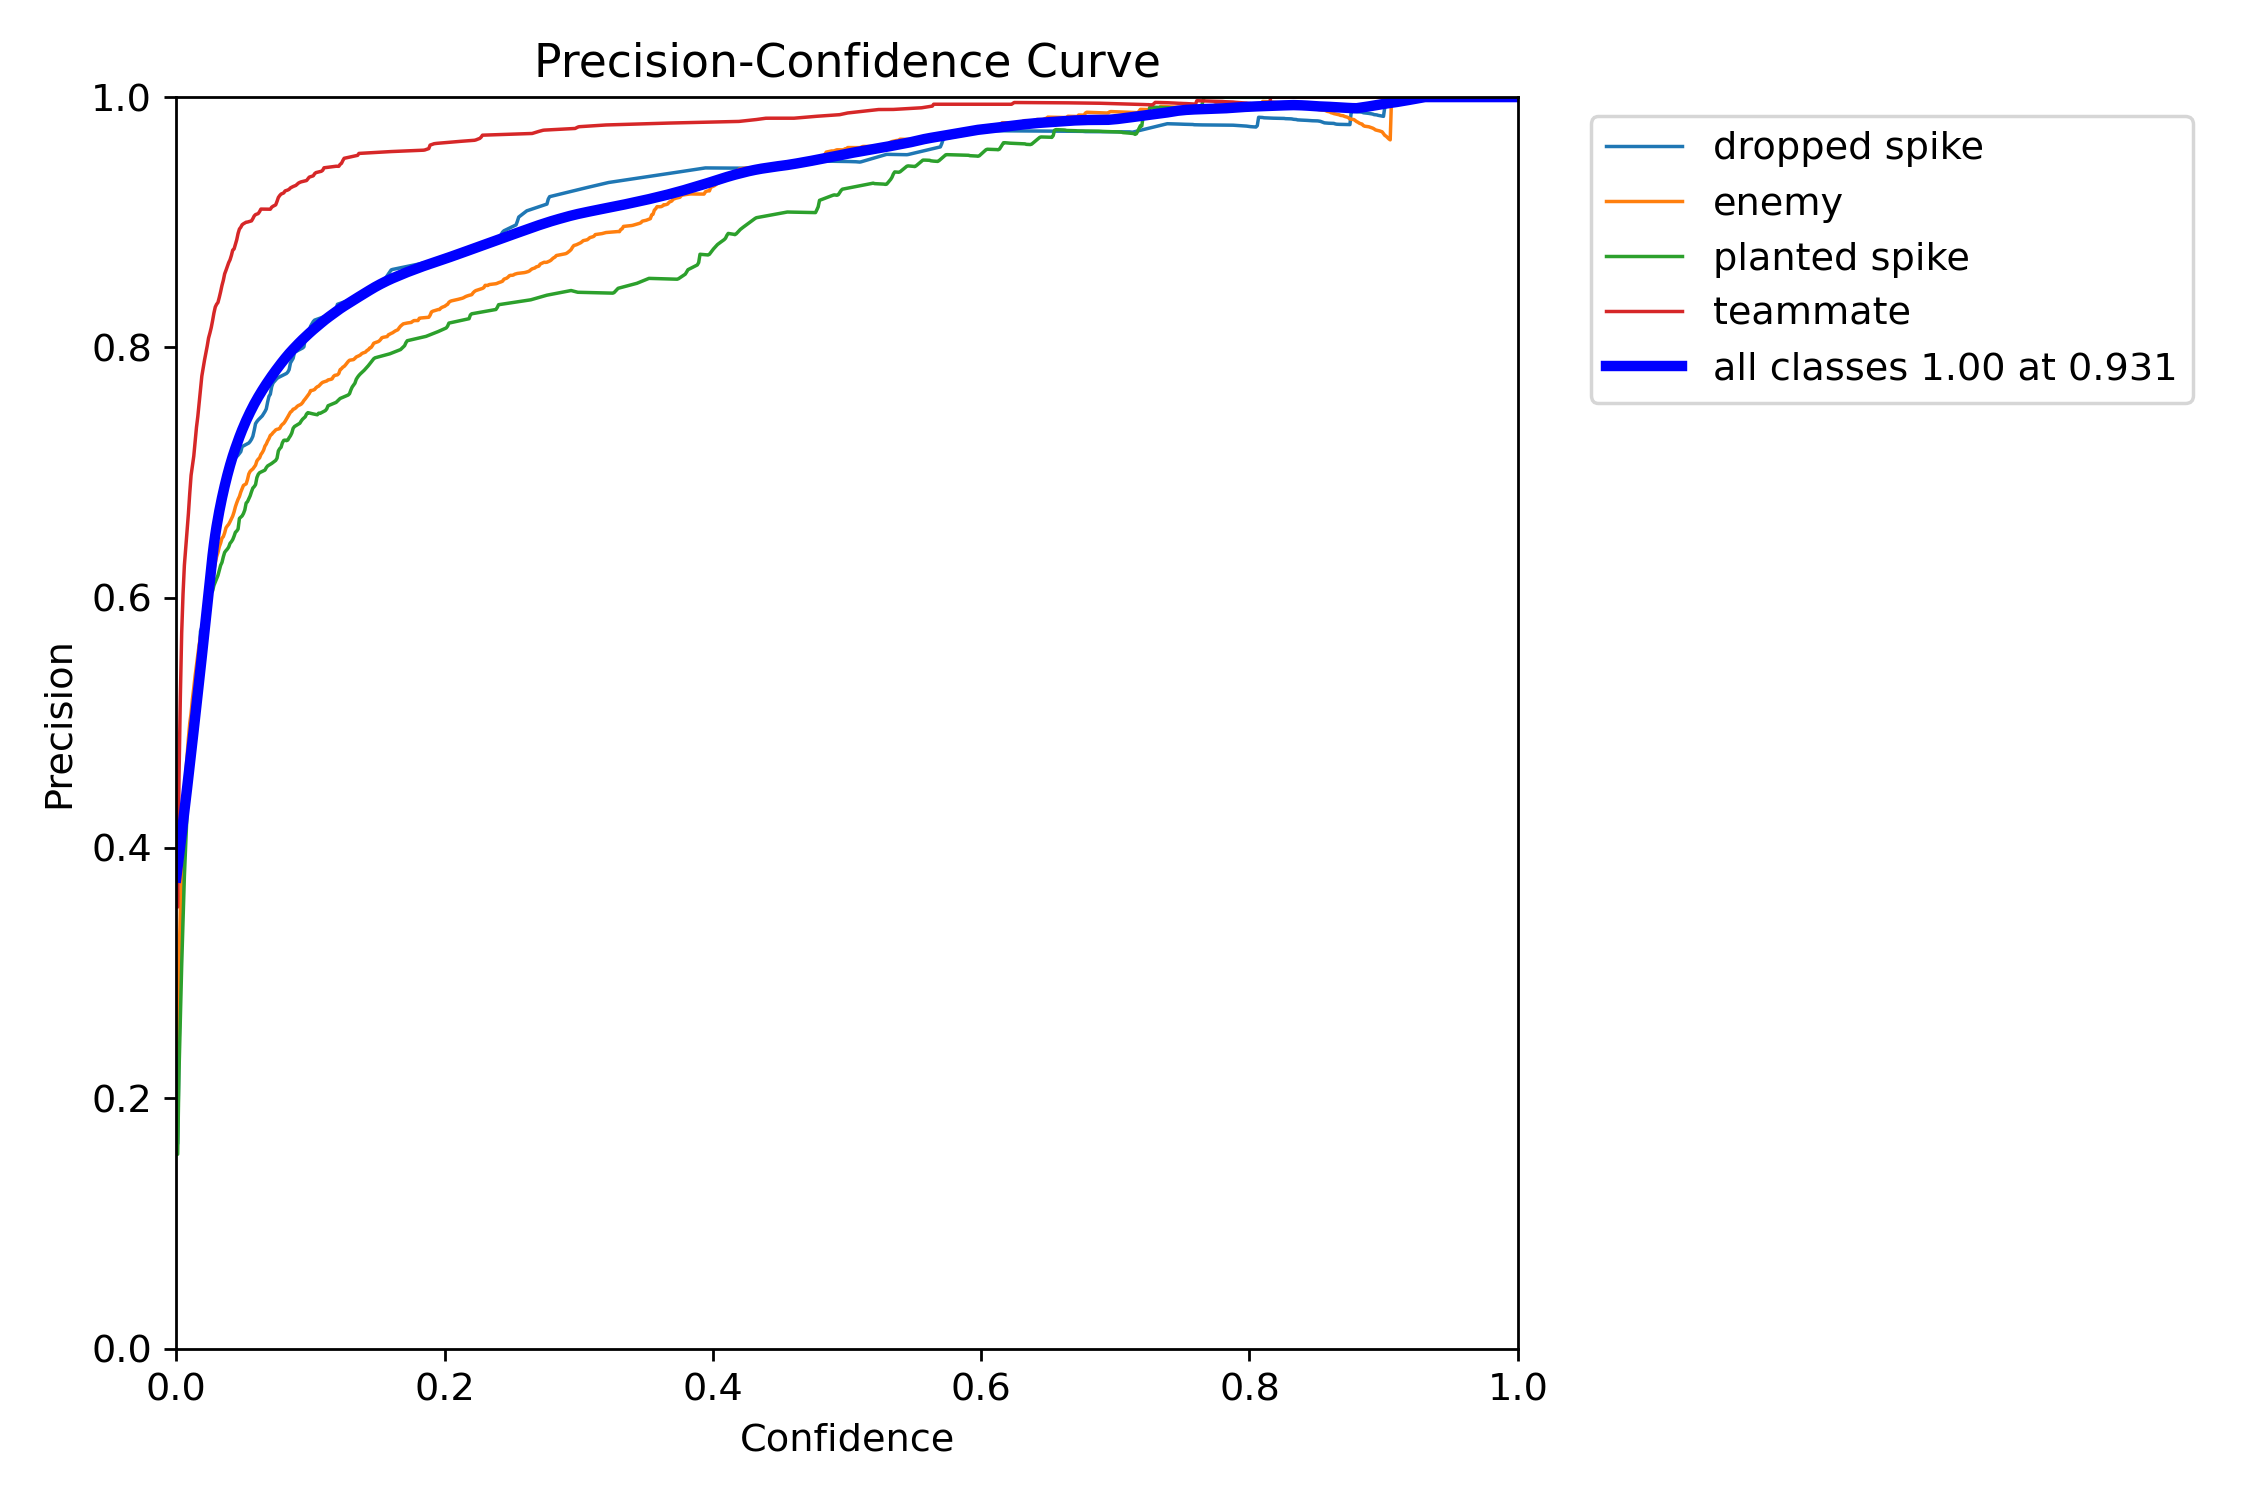 Precision-Confidence Curve
1.0
0.8
0.6
0.4
0.2
0.0
Precision
0.0 0.2 0.4 0.6 0.8 1.0
Confidence
dropped spike
enemy
planted spike
teammate
all classes 1.00 at 0.931